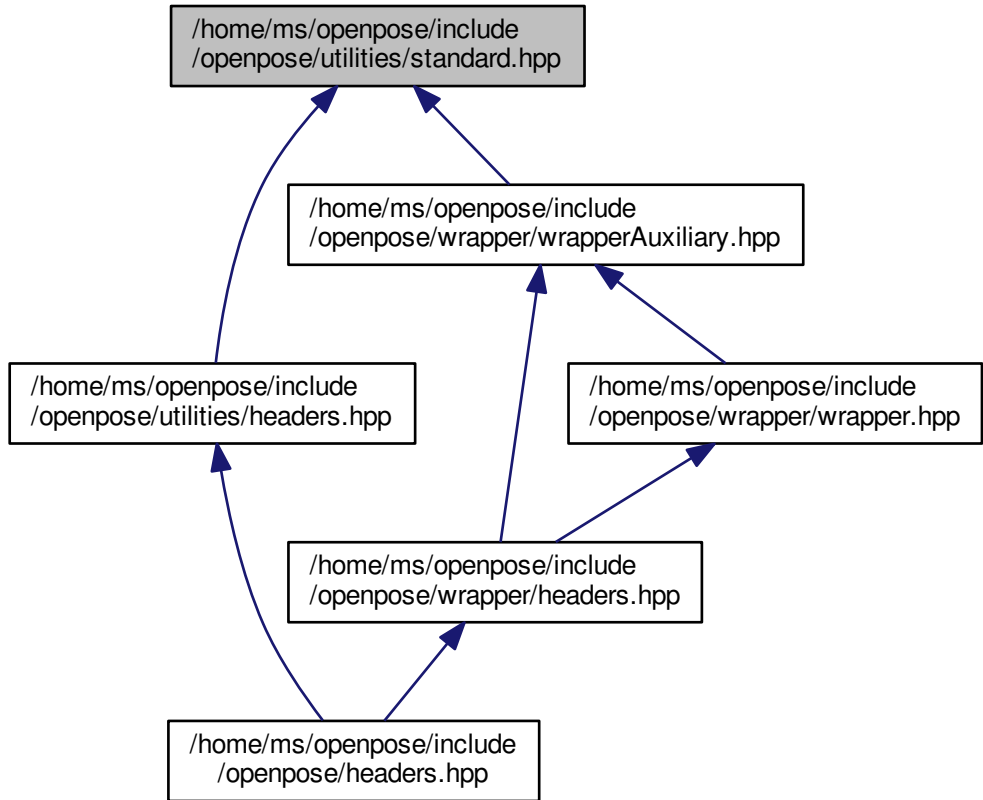 /home/ms/openpose/include
/openpose/utilities/standard.hpp
/home/ms/openpose/include
/openpose/wrapper/wrapperAuxiliary.hpp
/home/ms/openpose/include
/openpose/utilities/headers.hpp
/home/ms/openpose/include
/openpose/wrapper/wrapper.hpp
/home/ms/openpose/include
/openpose/wrapper/headers.hpp
/home/ms/openpose/include
/openpose/headers.hpp